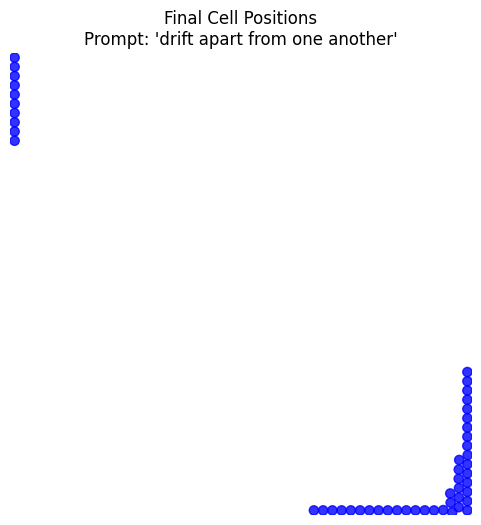 Final Cell Positions
Prompt: 'drift apart from one another'